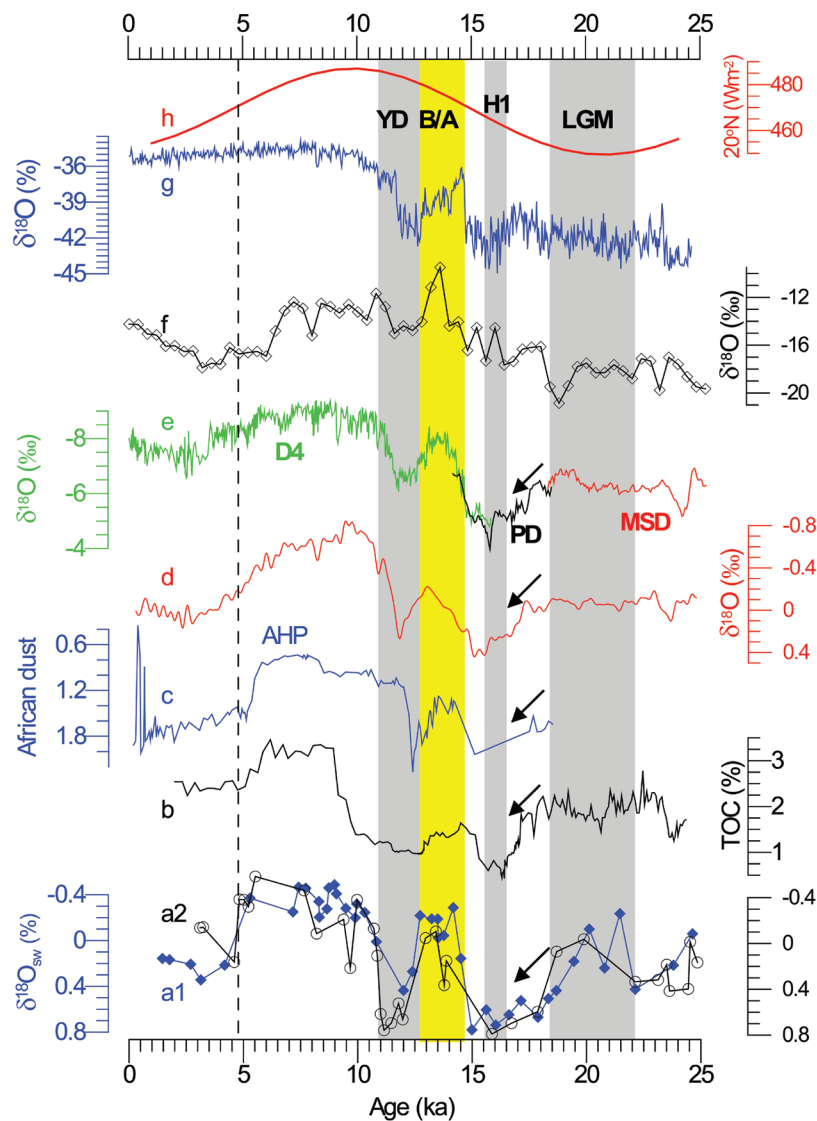 0 5 10 15 20 25
h
YD B/A H1 LGM
480
460
20ºN (Wm-2)
g
-36
-39
-42
-45
δ18O (%)
f
-12
-16
-20
δ18O (‰)
e
D4
-8
-6
-4
δ18O (‰)
PD
MSD
d
-0.8
-0.4
0
0.4
δ18O (‰)
AHP
c
0.6
1.2
1.8
African dust
b
3
2
1
TOC (%)
a2
a1
-0.4
0
0.4
0.8
δ18Osw (%)
-0.4
0
0.4
0.8
0 5 10 15 20 25
Age (ka)